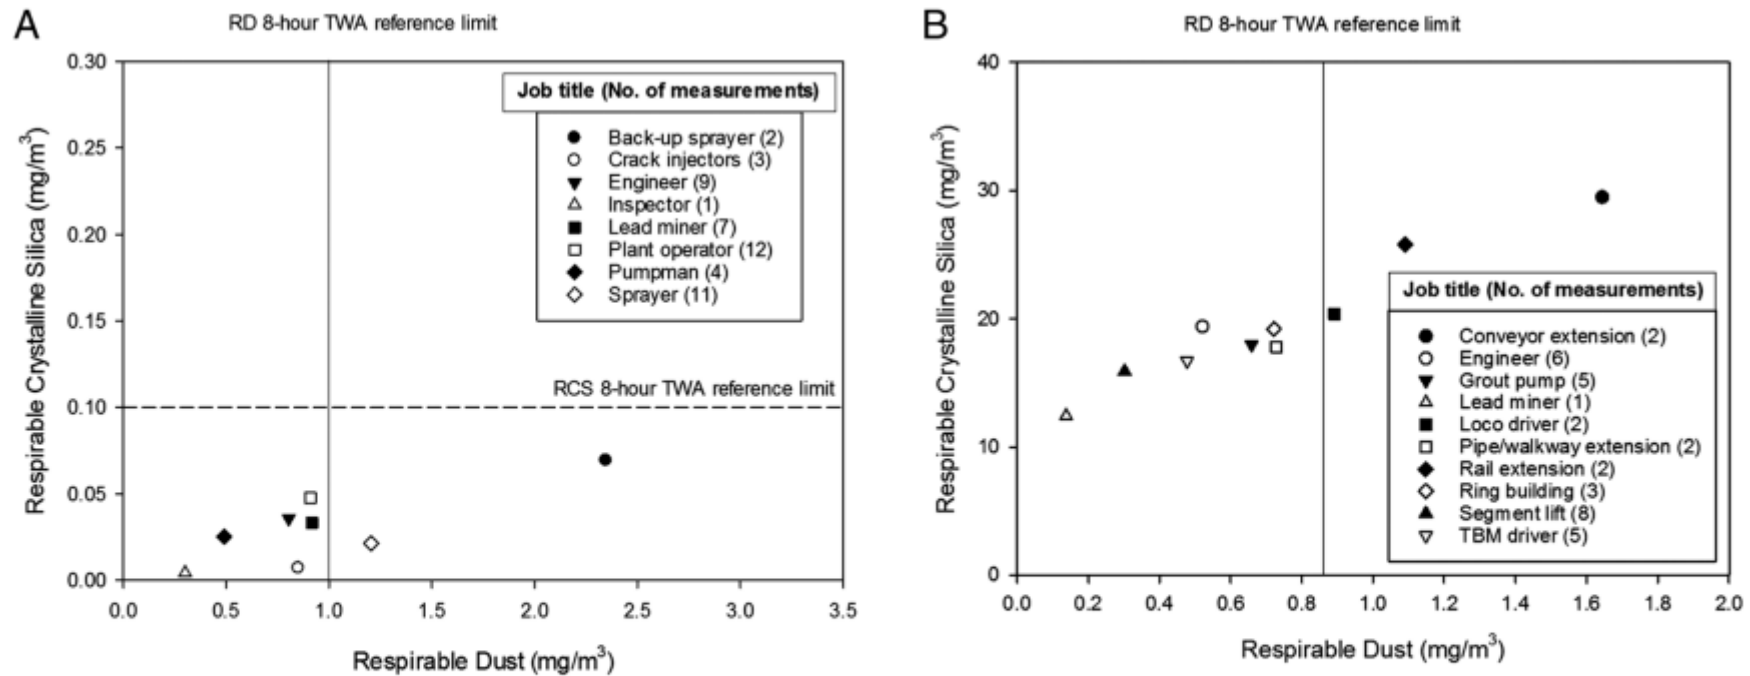 A
RD 8-hour TWA reference limit
0.30
0.25
0.20
0.15
0.10
0.05
0.00
Respirable Crystalline Silica (mg/m³)
Job title (No. of measurements)
Back-up sprayer (2)
Crack injectors (3)
Engineer (9)
Inspector (1)
Lead miner (7)
Plant operator (12)
Pumpman (4)
Sprayer (11)
RCS 8-hour TWA reference limit
0.0 0.5 1.0 1.5 2.0 2.5 3.0 3.5
Respirable Dust (mg/m³)
B
RD 8-hour TWA reference limit
40
30
20
10
0
Respirable Crystalline Silica (mg/m³)
Job title (No. of measurements)
Conveyor extension (2)
Engineer (6)
Grout pump (5)
Lead miner (1)
Loco driver (2)
Pipe/walkway extension (2)
Rail extension (2)
Ring building (3)
Segment lift (8)
TBM driver (5)
0.0 0.2 0.4 0.6 0.8 1.0 1.2 1.4 1.6 1.8 2.0
Respirable Dust (mg/m³)